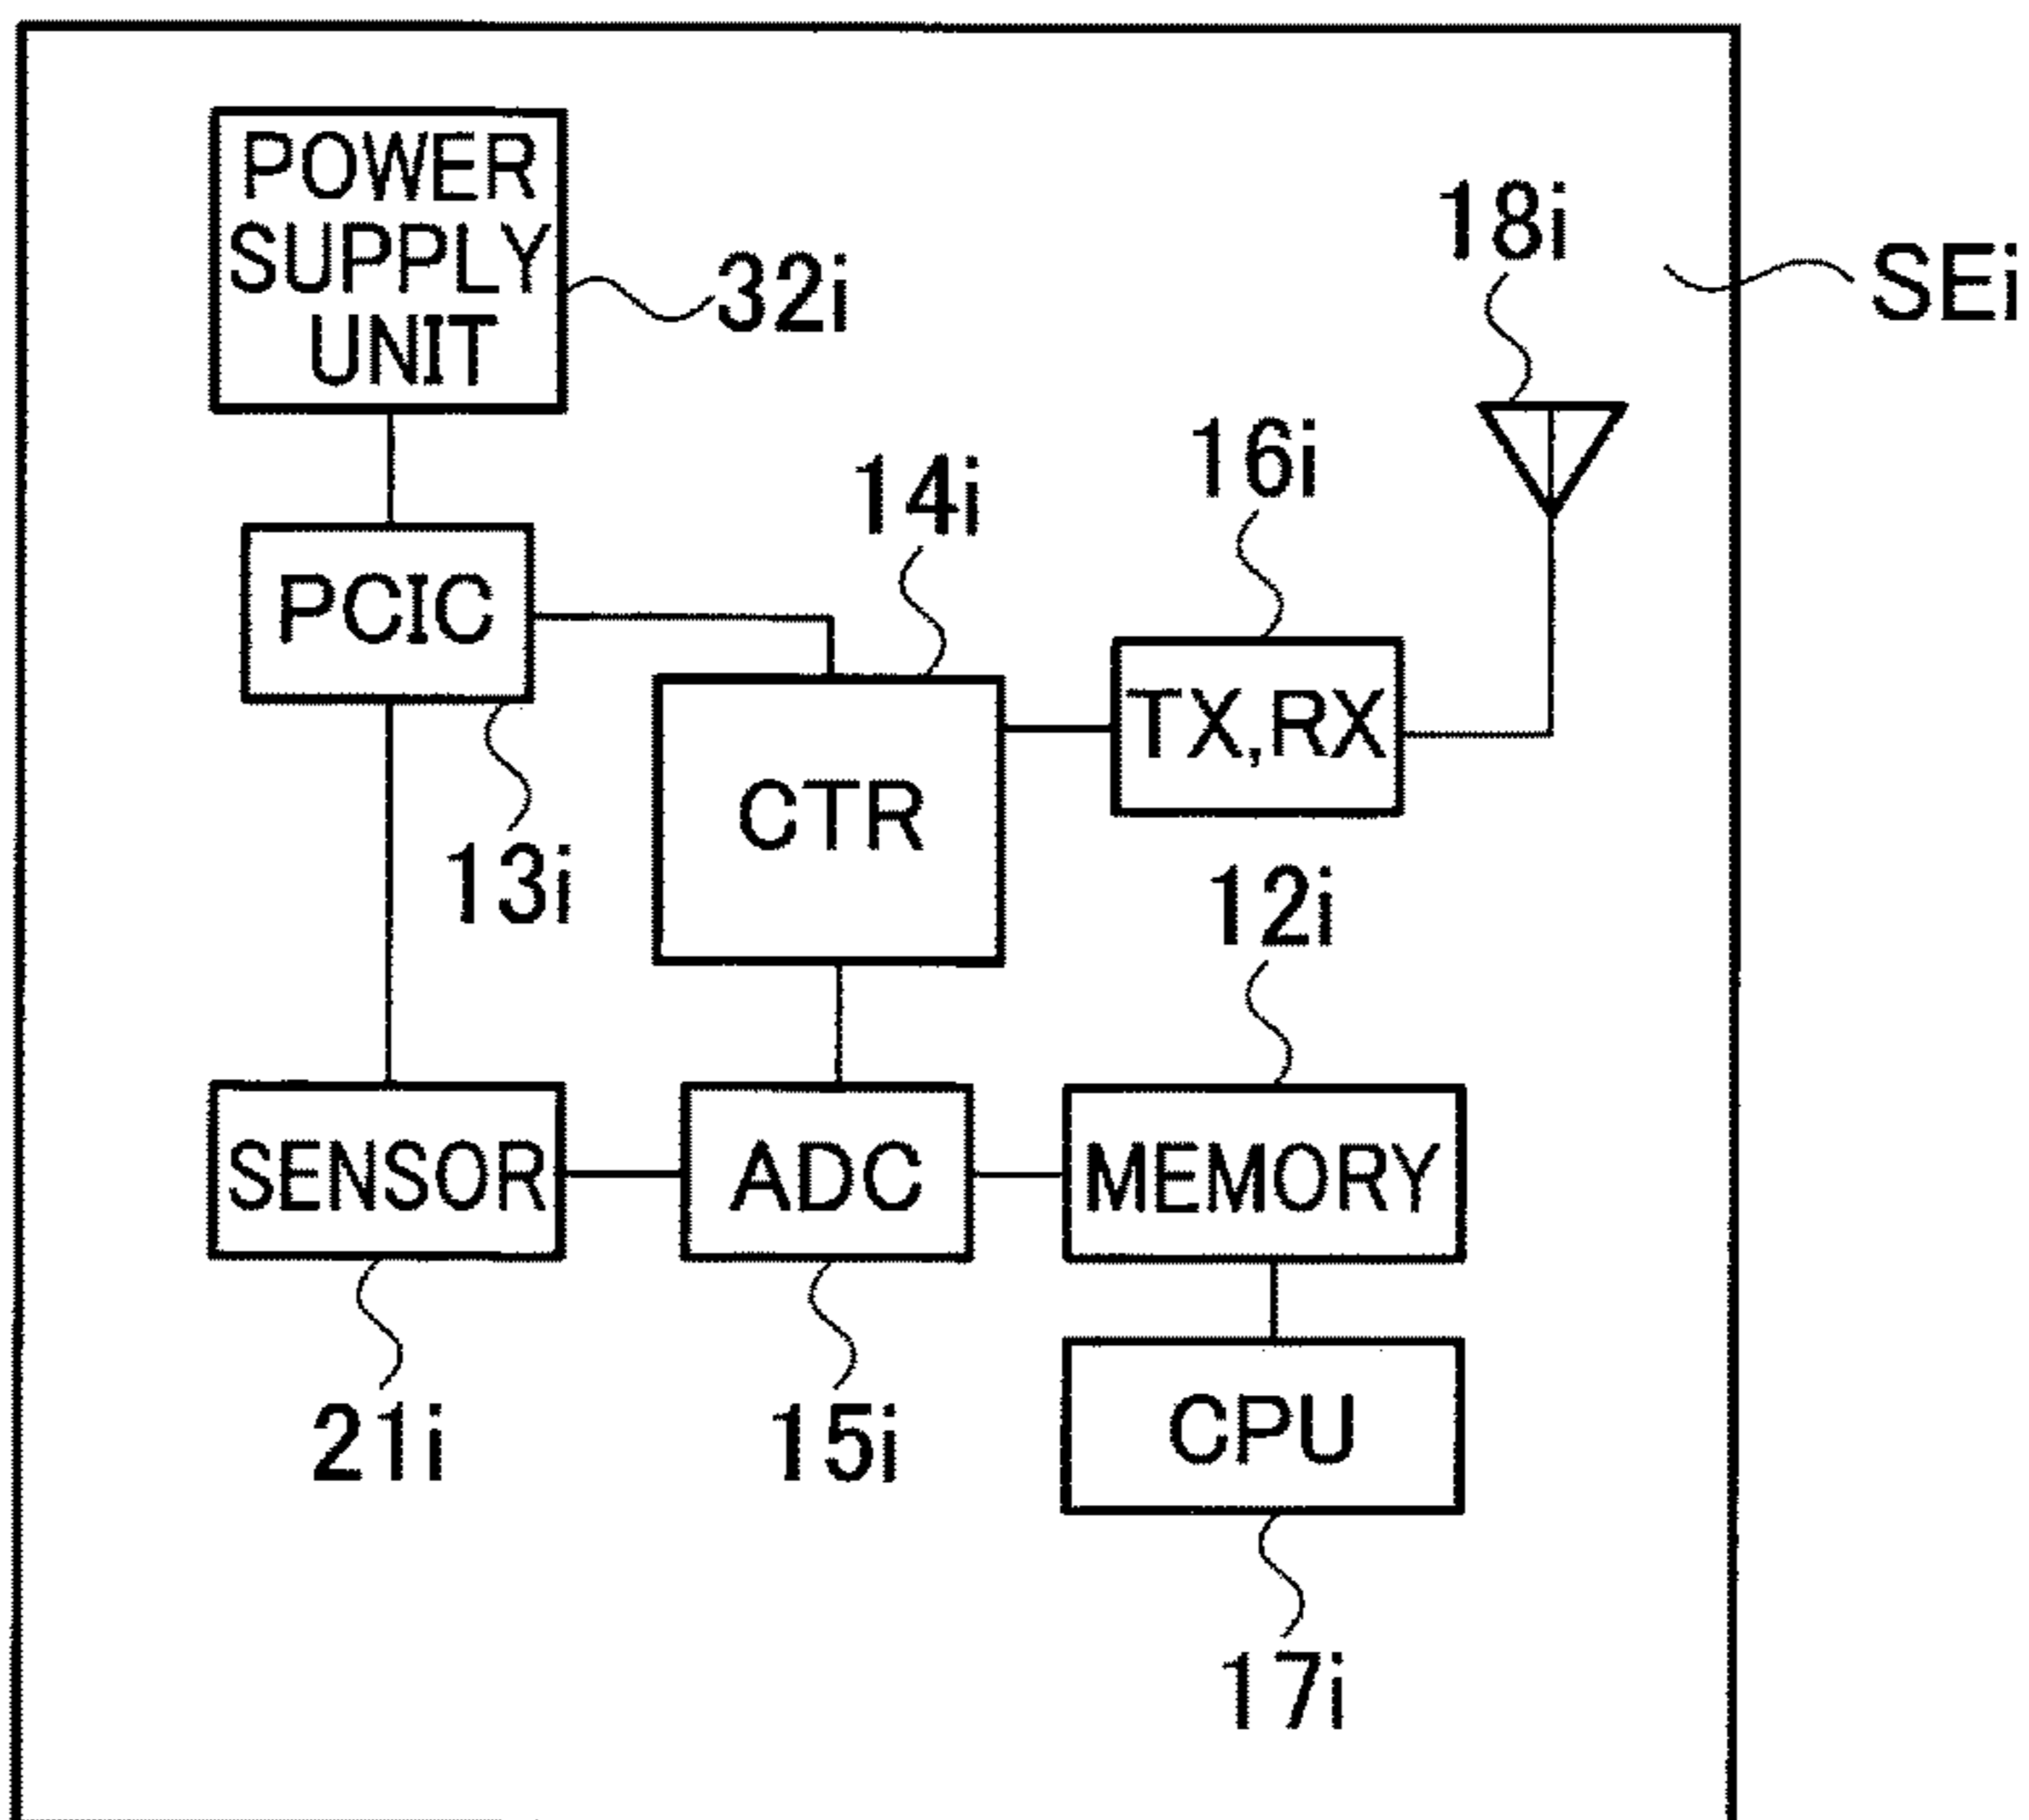 POWER
SUPPLY
UNIT
32i
18i
SEi
16i
14i
PCIC
TX,RX
CTR
13i
12i
SENSOR
ADC
MEMORY
21i
15i
CPU
17i